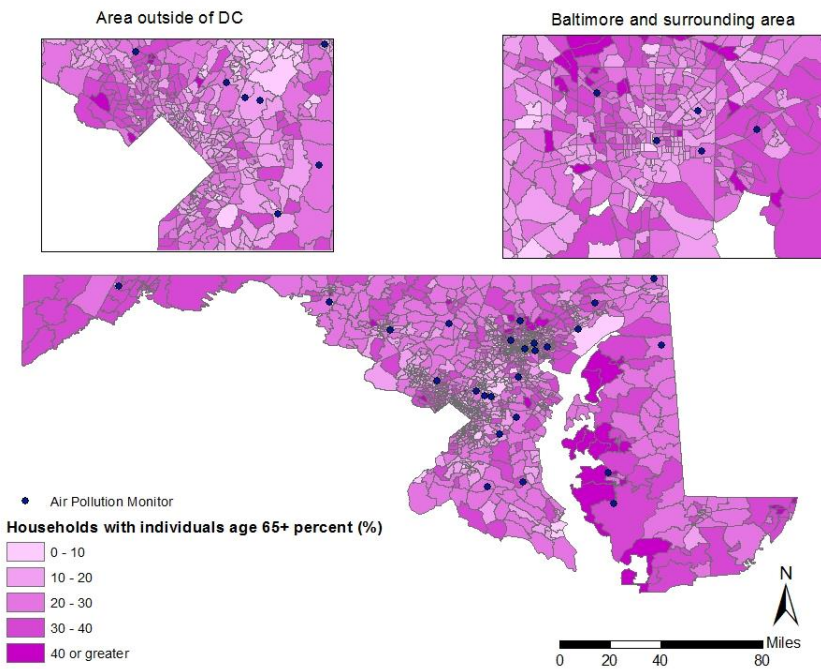 Area outside of DC
Baltimore and surrounding area
Air Pollution Monitor
Households with individuals age 65+ percent (%)
0 - 10
10 - 20
20 - 30
30 - 40
40 or greater
N
Miles
0 20 40 80